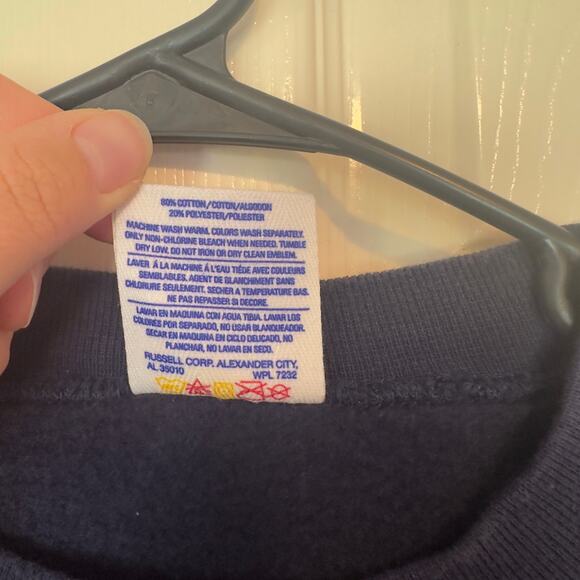 80% COTTON/COTON/ALGODON
20% POLYESTER/POLIESTER
MACHINE WASH WARM. COLORS WASH SEPARATELY.
ONLY NON-CHLORINE BLEACH WHEN NEEDED. TUMBLE
DRY LOW. DO NOT IRON OR DRY CLEAN EMBLEM.
LAVER À LA MACHINE À L'EAU TIÉDE AVEC COULEURS
SEMBLABLES. AGENT DE BLANCHIMENT SANS
CHLORURE SEULEMENT. SECHER A TEMPERATURE BAS.
NE PAS REPASSER SI DECORE.
LAVAR EN MAQUINA CON AGUA TIBIA. LAVAR LOS
COLORES POR SEPARADO, NO USAR BLANQUEADOR.
SECAR EN MAQUINA EN CICLO DELICADO, NO
PLANCHAR, NO LAVAR EN SECO.
RUSSELL CORP. ALEXANDER CITY,
AL 35010 WPL 7232